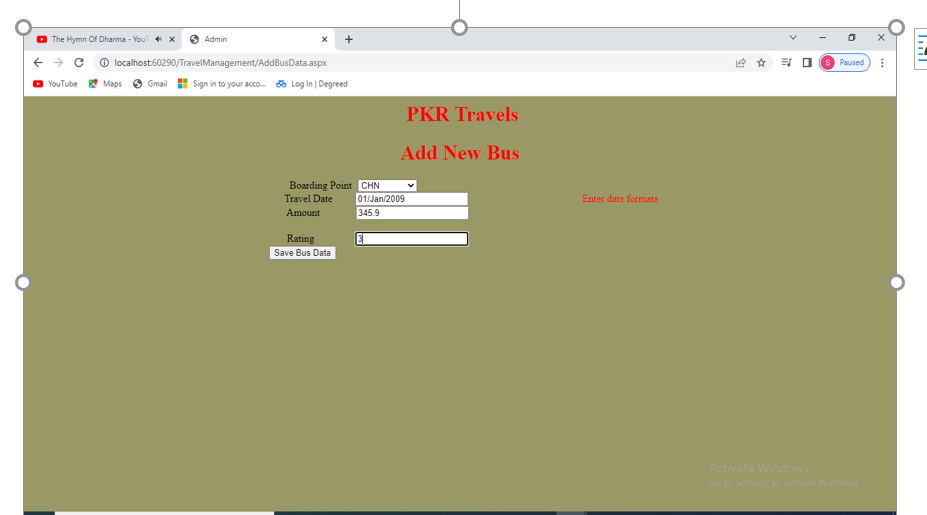 The Hymn Of Dharma - YouT
Admin
localhost:60290/TravelManagement/AddBusData.aspx
S Paused
YouTube Maps Gmail Sign in to your acco... Log In | Degreed
PKR Travels
Add New Bus
Boarding Point CHN
Travel Date 01/Jan/2009 Enter date formate
Amount 345.9
Rating 3
Save Bus Data
Activate Windows
Go to Settings to activate Windows.